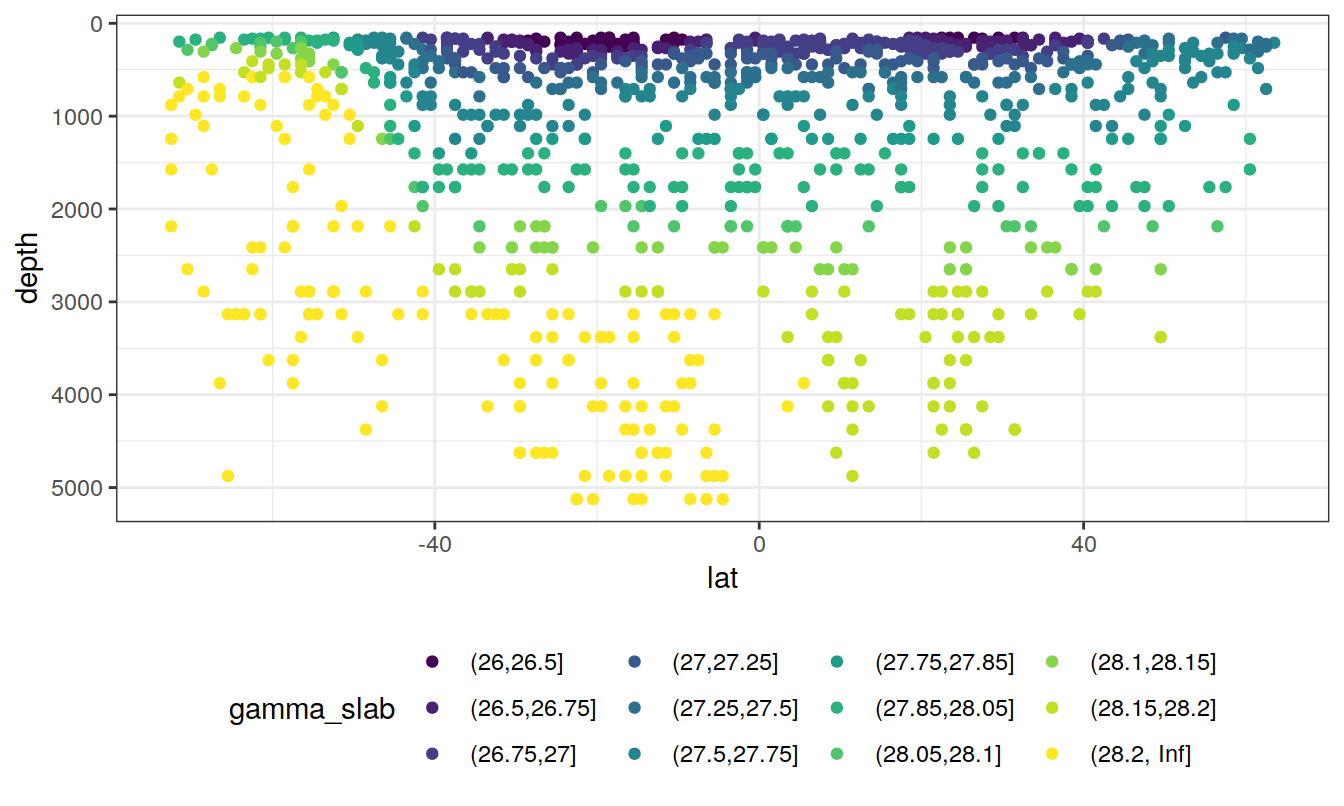 0
1000
2000
3000
4000
5000
depth
-40 0 40
lat
gamma_slab
(26,26.5] (27,27.25] (27.75,27.85] (28.1,28.15]
(26.5,26.75] (27.25,27.5] (27.85,28.05] (28.15,28.2]
(26.75,27] (27.5,27.75] (28.05,28.1] (28.2, Inf]